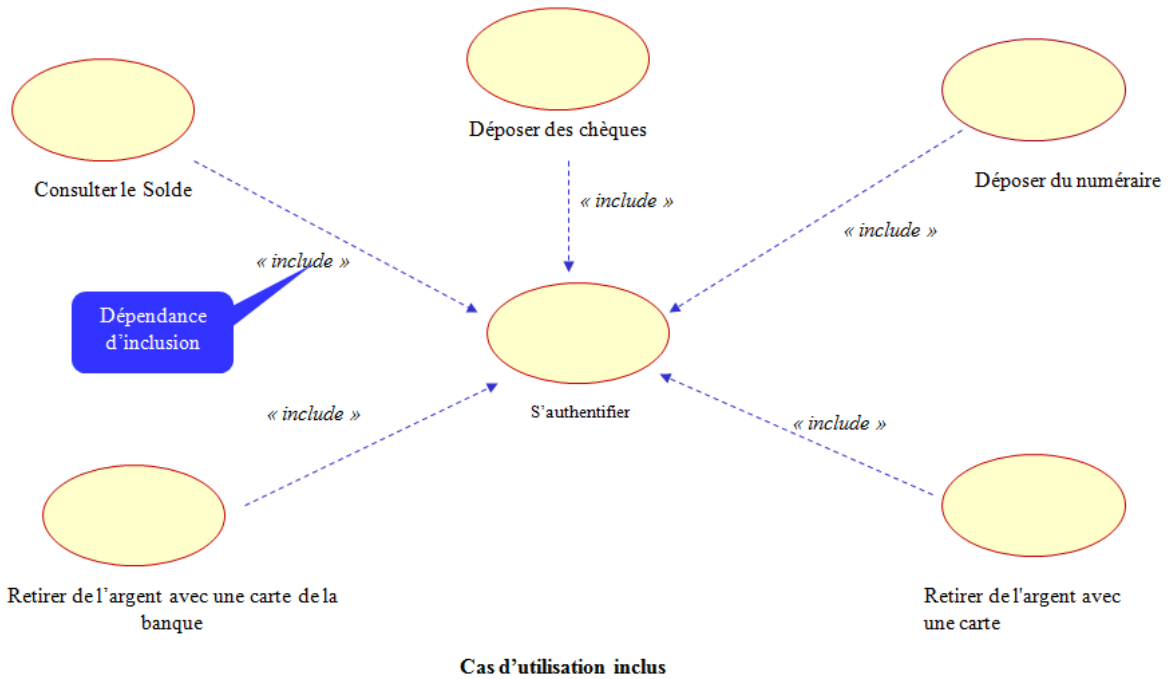 Déposer des chèques
Consulter le Solde
Déposer du numéraire
« include »
« include »
« include »
Dépendance
d’inclusion
S’authentifier
« include »
« include »
Retirer de l’argent avec une carte de la
banque
Retirer de l'argent avec
une carte
Cas d’utilisation inclus